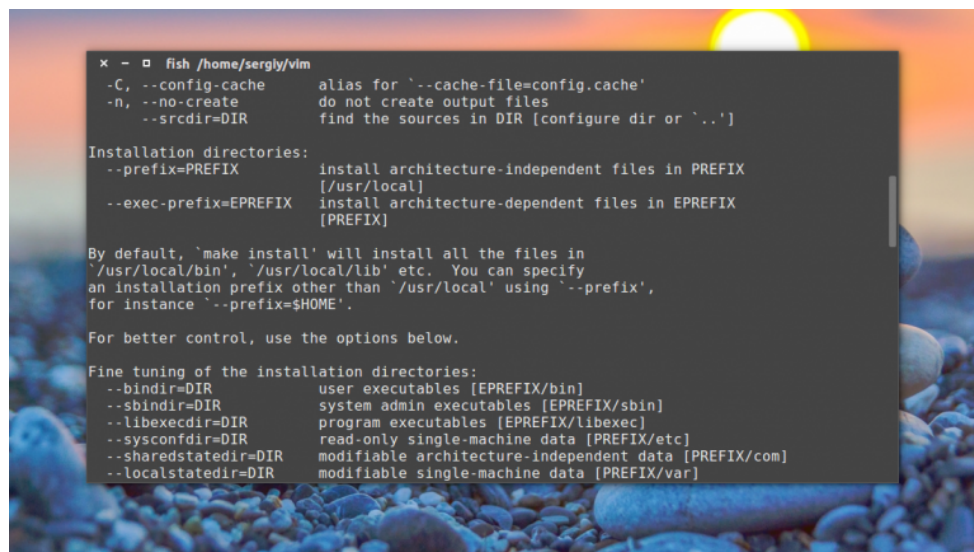 × – □ fish /home/sergiy/vim
-C, --config-cache      alias for `--cache-file=config.cache'
-n, --no-create         do not create output files
--srcdir=DIR        find the sources in DIR [configure dir or `..']
Installation directories:
--prefix=PREFIX         install architecture-independent files in PREFIX
[/usr/local]
--exec-prefix=EPREFIX   install architecture-dependent files in EPREFIX
[PREFIX]
By default, `make install' will install all the files in
`/usr/local/bin', `/usr/local/lib' etc.  You can specify
an installation prefix other than `/usr/local' using `--prefix',
for instance `--prefix=$HOME'.
For better control, use the options below.
Fine tuning of the installation directories:
--bindir=DIR            user executables [EPREFIX/bin]
--sbindir=DIR           system admin executables [EPREFIX/sbin]
--libexecdir=DIR        program executables [EPREFIX/libexec]
--sysconfdir=DIR        read-only single-machine data [PREFIX/etc]
--sharedstatedir=DIR    modifiable architecture-independent data [PREFIX/com]
--localstatedir=DIR     modifiable single-machine data [PREFIX/var]